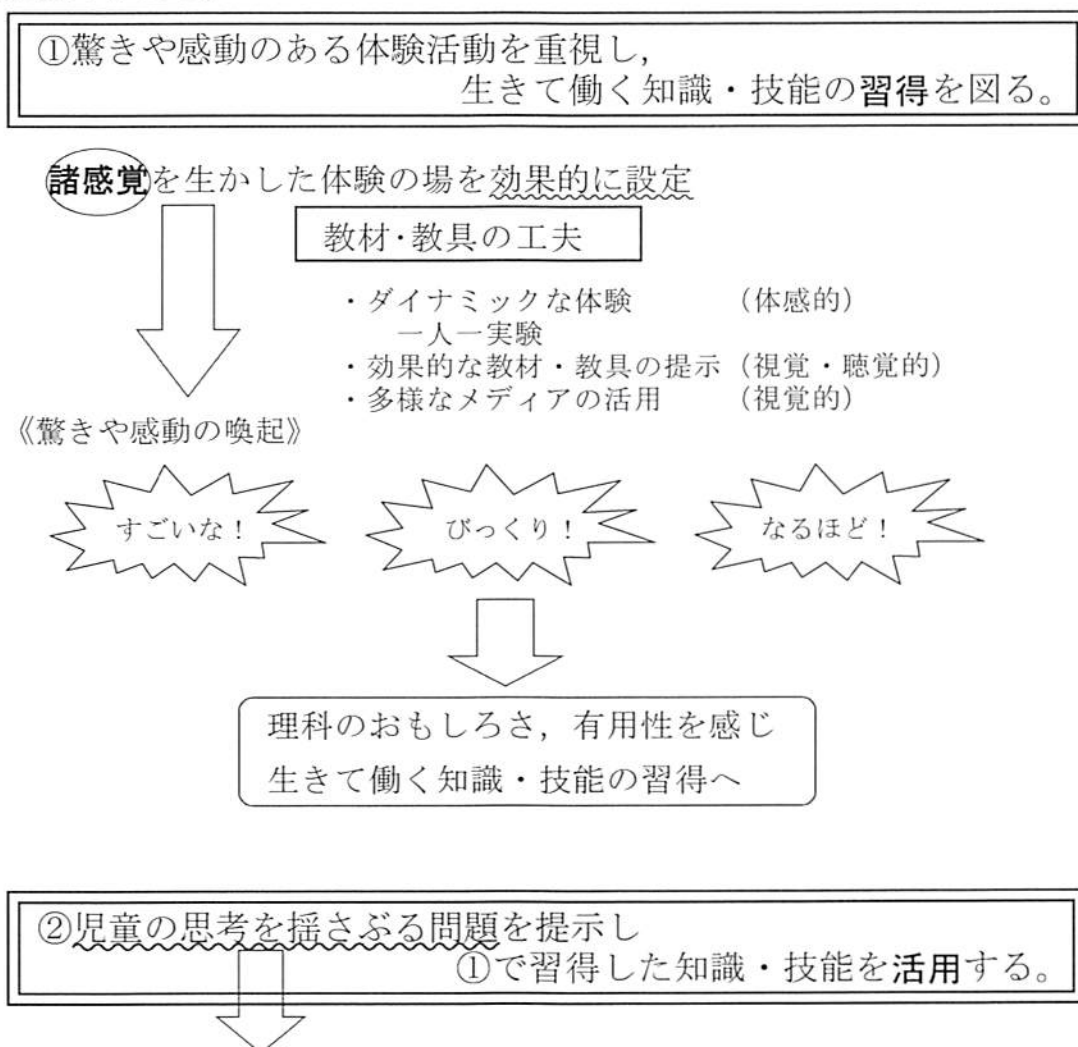 ①驚きや感動のある体験活動を重視し，
生きて働く知識・技能の習得を図る。
諸感覚を生かした体験の場を効果的に設定
教材・教具の工夫
・ダイナミックな体験　（体感的）
一人一実験
・効果的な教材・教具の提示（視覚・聴覚的）
・多様なメディアの活用　（視覚的）
《驚きや感動の喚起》
すごいな！　びっくり！　なるほど！
理科のおもしろさ，有用性を感じ
生きて働く知識・技能の習得へ
②児童の思考を揺さぶる問題を提示し
①で習得した知識・技能を活用する。